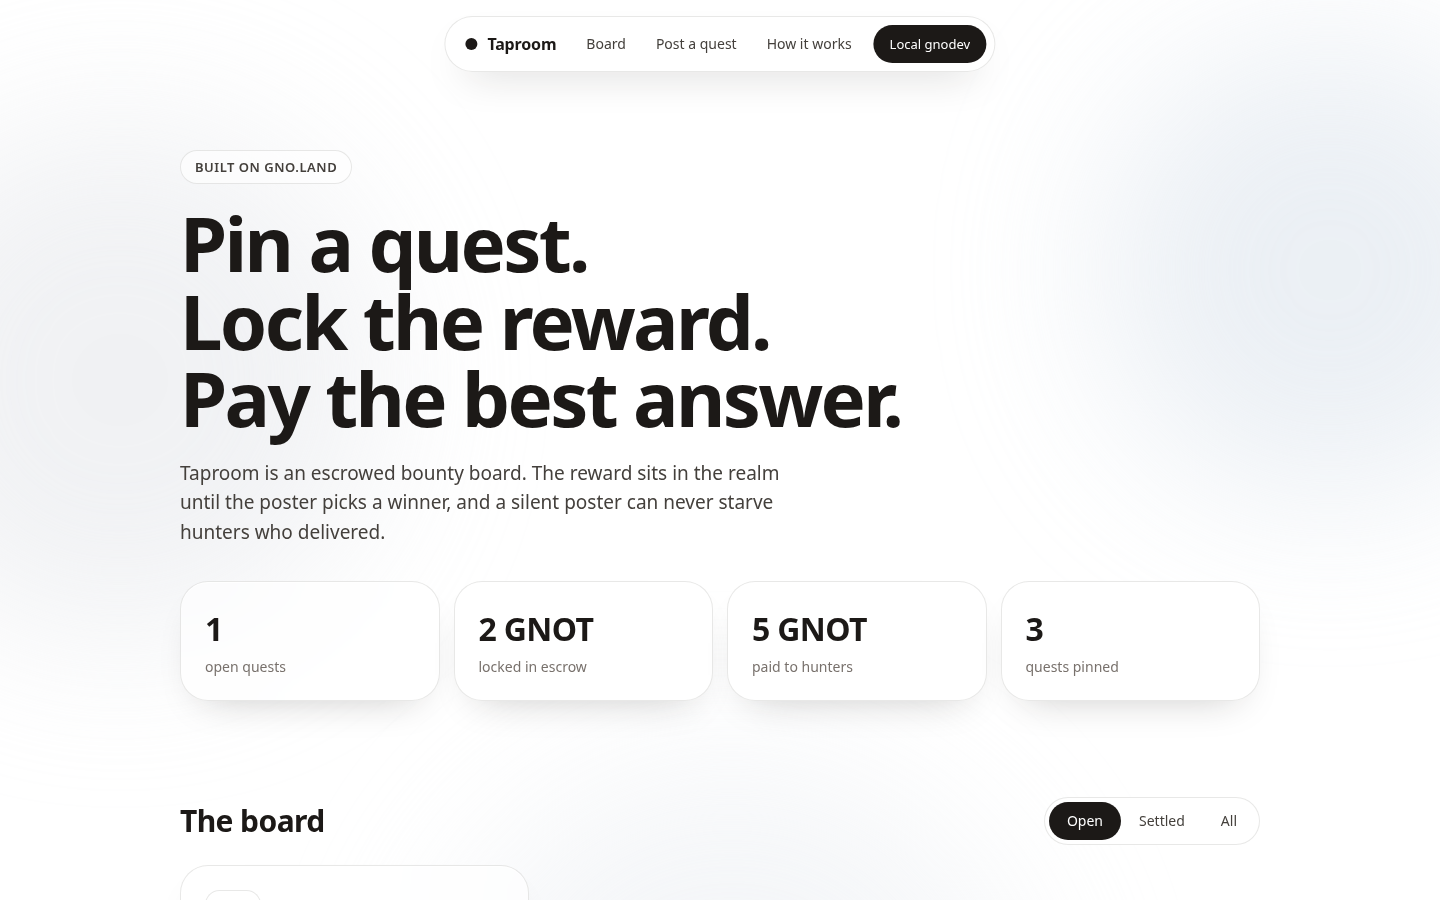 Taproom
Board
Post a quest
How it works
Local gnodev
BUILT ON GNO.LAND
Pin a quest.
Lock the reward.
Pay the best answer.
Taproom is an escrowed bounty board. The reward sits in the realm
until the poster picks a winner, and a silent poster can never starve
hunters who delivered.
1
open quests
2 GNOT
locked in escrow
5 GNOT
paid to hunters
3
quests pinned
The board
Open
Settled
All